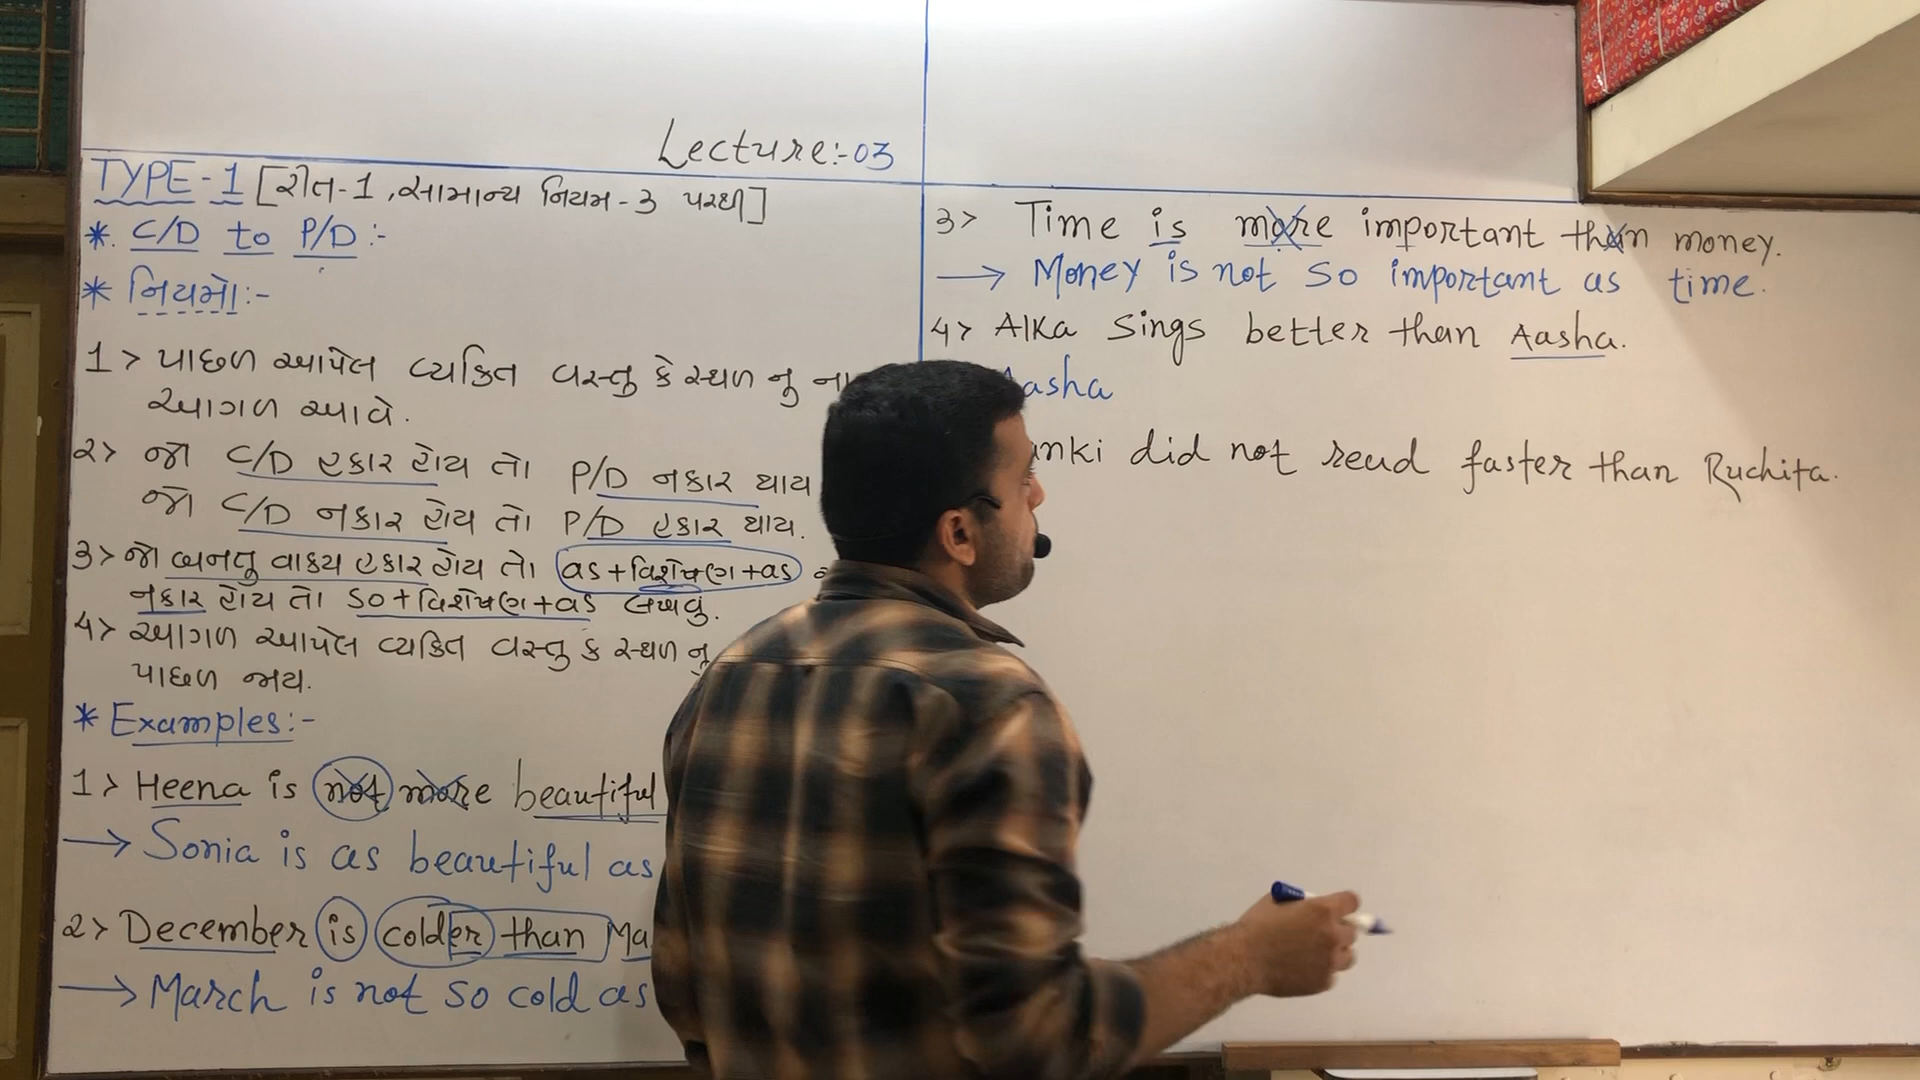 Lecture:-03
TYPE-1 [રીત-1, સામાન્ય નિયમ-3 પરથી]
*. C/D to P/D :-
* નિયમો:-
1> પાછળ આપેલ વ્યકિત વસ્તુ કે સ્થળ નુ
આગળ આવે.
2> જો C/D હકાર હોય તો P/D નકાર થાય
જો C/D નકાર હોય તો P/D હકાર થાય.
3> જો બનતુ વાકય હકાર હોય તો as+વિશેષણ+as
નકાર હોય તો so+વિશેષણ+as લખવું.
4> આગળ આપેલ વ્યકિત વસ્તુ કે સ્થળ નુ
પાછળ જાય.
* Examples:-
1> Heena is not more beautiful
→ Sonia is as beautiful as
2> December is colder than
→ March is not so cold as
3> Time is more important than money.
→ Money is not so important as time.
4> Alka sings better than Aasha.
Aasha
did not read faster than Ruchita.